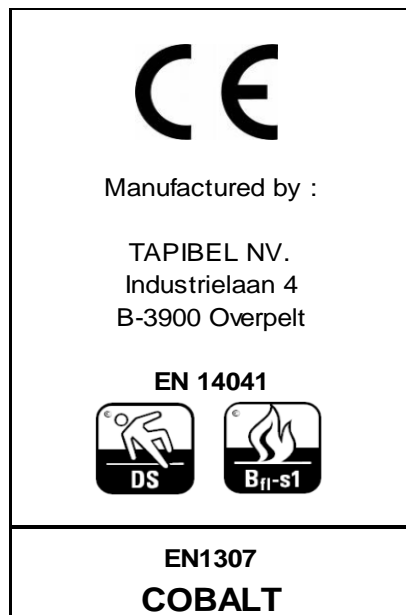 CE
Manufactured by :
TAPIBEL NV.
Industrielaan 4
B-3900 Overpelt
EN 14041
DS
Bfl-s1
EN1307
COBALT